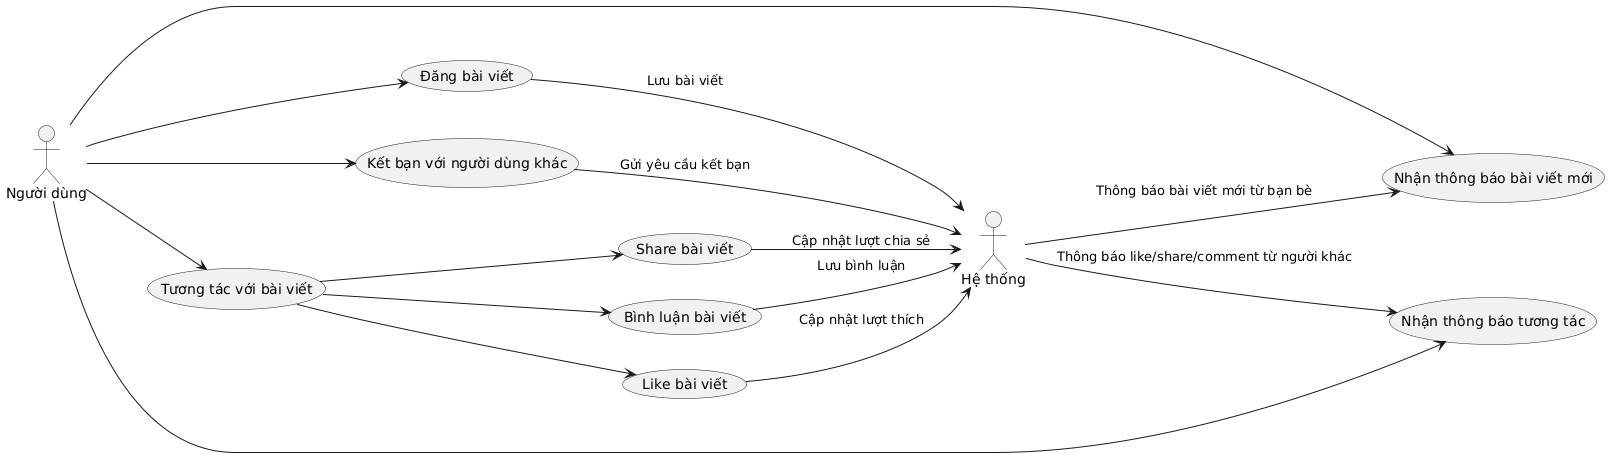 Đăng bài viết
Lưu bài viết
Kết bạn với người dùng khác
Gửi yêu cầu kết bạn
Nhận thông báo bài viết mới
Thông báo bài viết mới từ bạn bè
Người dùng
Share bài viết
Cập nhật lượt chia sẻ
Thông báo like/share/comment từ người khác
Lưu bình luận
Hệ thống
Tương tác với bài viết
Bình luận bài viết
Cập nhật lượt thích
Nhận thông báo tương tác
Like bài viết